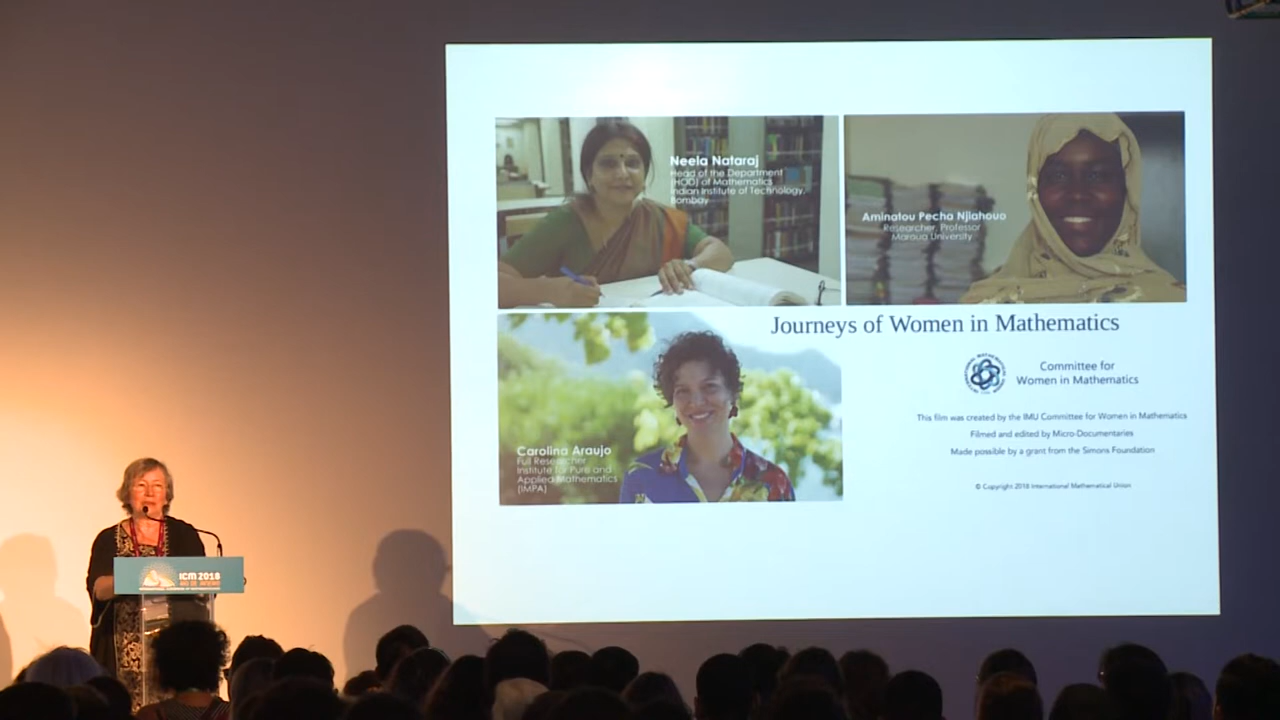 Neela Nataraj
Head of the Department
(HOD) of Mathematics
Indian Institute of Technology,
Bombay
Aminatou Pecha Njiahouo
Researcher, Professor
Maroua University
Journeys of Women in Mathematics
Committee for
Women in Mathematics
This film was created by the IMU Committee for Women in Mathematics
Filmed and edited by Micro-Documentaries
Made possible by a grant from the Simons Foundation
© Copyright 2018 International Mathematical Union
Carolina Araujo
Full Researcher
Institute for Pure and
Applied Mathematics
(IMPA)
ICM 2018
RIO DE JANEIRO